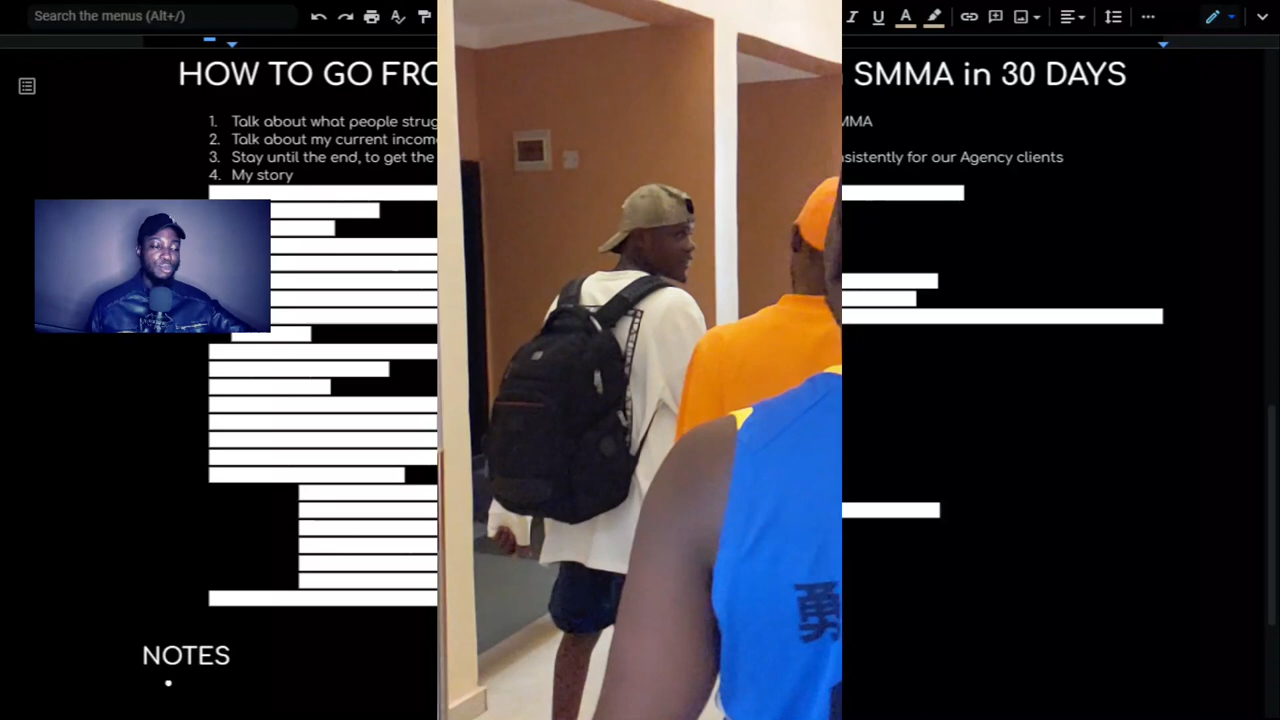 Search the menus (Alt+/)
HOW TO GO FRO SMMA in 30 DAYS
1. Talk about what people strug MMA
2. Talk about my current incom
3. Stay until the end, to get the nsistently for our Agency clients
4. My story
勇
NOTES